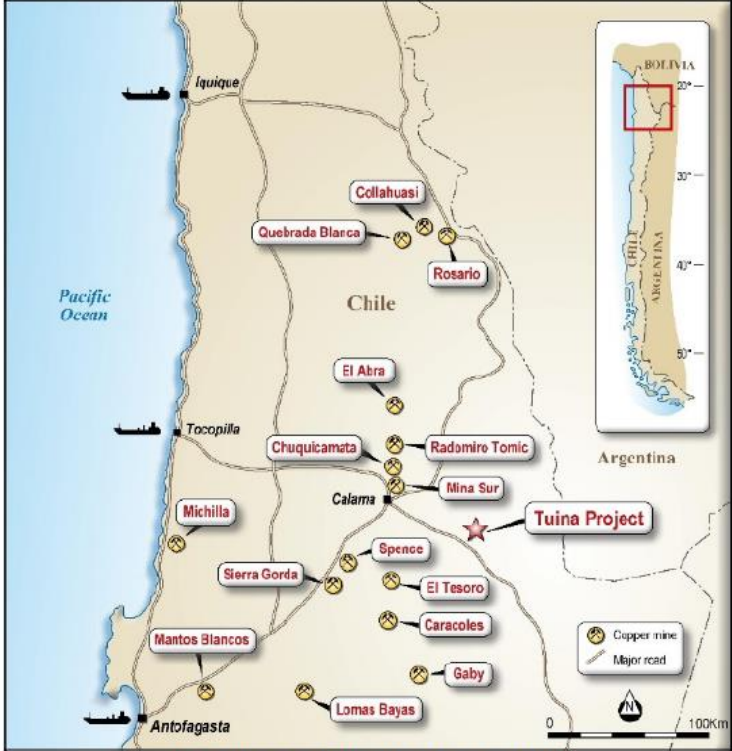 BOLIVIA
20°
30°
CHILE
ARGENTINA
40°
50°
Iquique
Collahuasi
Quebrada Blanca
Rosario
Pacific
Ocean
Chile
El Abra
Tocopilla
Chuquicamata
Radomiro Tomic
Argentina
Mina Sur
Calama
Michilla
Tuina Project
Spence
Sierra Gorda
El Tesoro
Caracoles
Mantos Blancos
Copper mine
Major road
Gaby
Lomas Bayas
N
Antofagasta
0
100Km